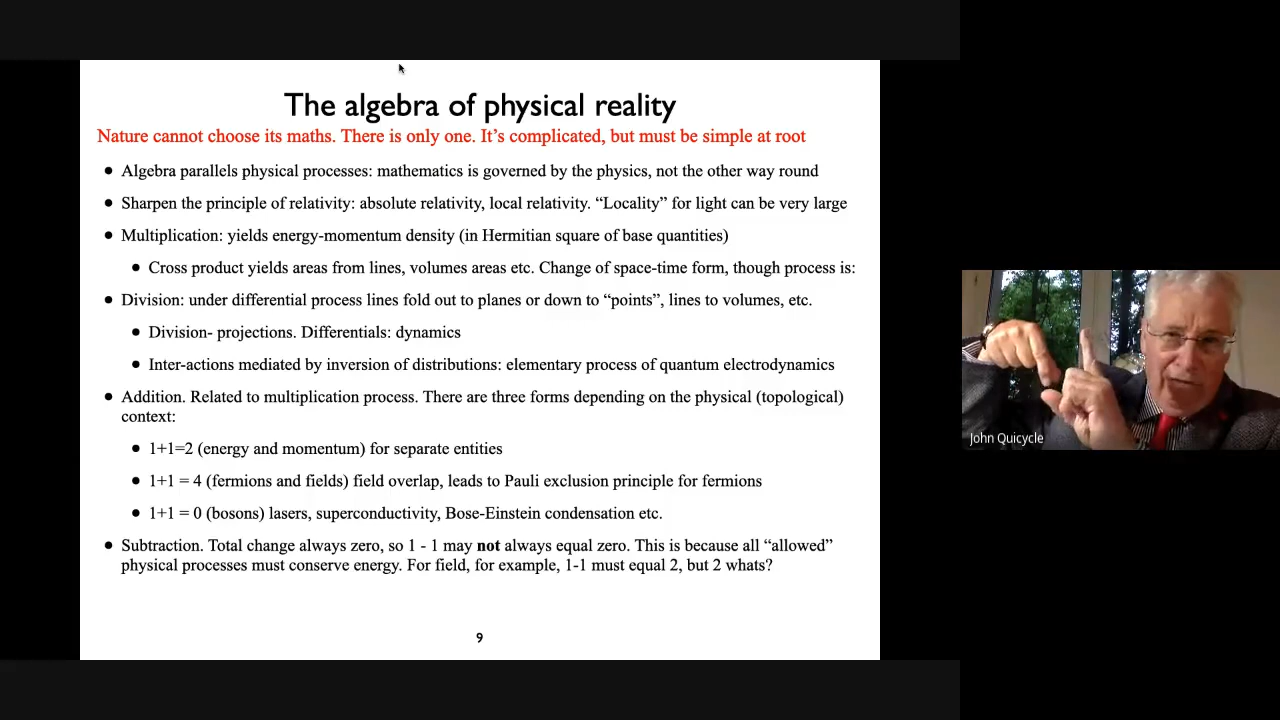 The algebra of physical reality
Nature cannot choose its maths. There is only one. It’s complicated, but must be simple at root
● Algebra parallels physical processes: mathematics is governed by the physics, not the other way round
● Sharpen the principle of relativity: absolute relativity, local relativity. “Locality” for light can be very large
● Multiplication: yields energy-momentum density (in Hermitian square of base quantities)
● Cross product yields areas from lines, volumes areas etc. Change of space-time form, though process is:
● Division: under differential process lines fold out to planes or down to “points”, lines to volumes, etc.
● Division- projections. Differentials: dynamics
● Inter-actions mediated by inversion of distributions: elementary process of quantum electrodynamics
● Addition. Related to multiplication process. There are three forms depending on the physical (topological)
context:
● 1+1=2 (energy and momentum) for separate entities
● 1+1 = 4 (fermions and fields) field overlap, leads to Pauli exclusion principle for fermions
● 1+1 = 0 (bosons) lasers, superconductivity, Bose-Einstein condensation etc.
● Subtraction. Total change always zero, so 1 - 1 may not always equal zero. This is because all “allowed”
physical processes must conserve energy. For field, for example, 1-1 must equal 2, but 2 whats?
9
John Quicycle